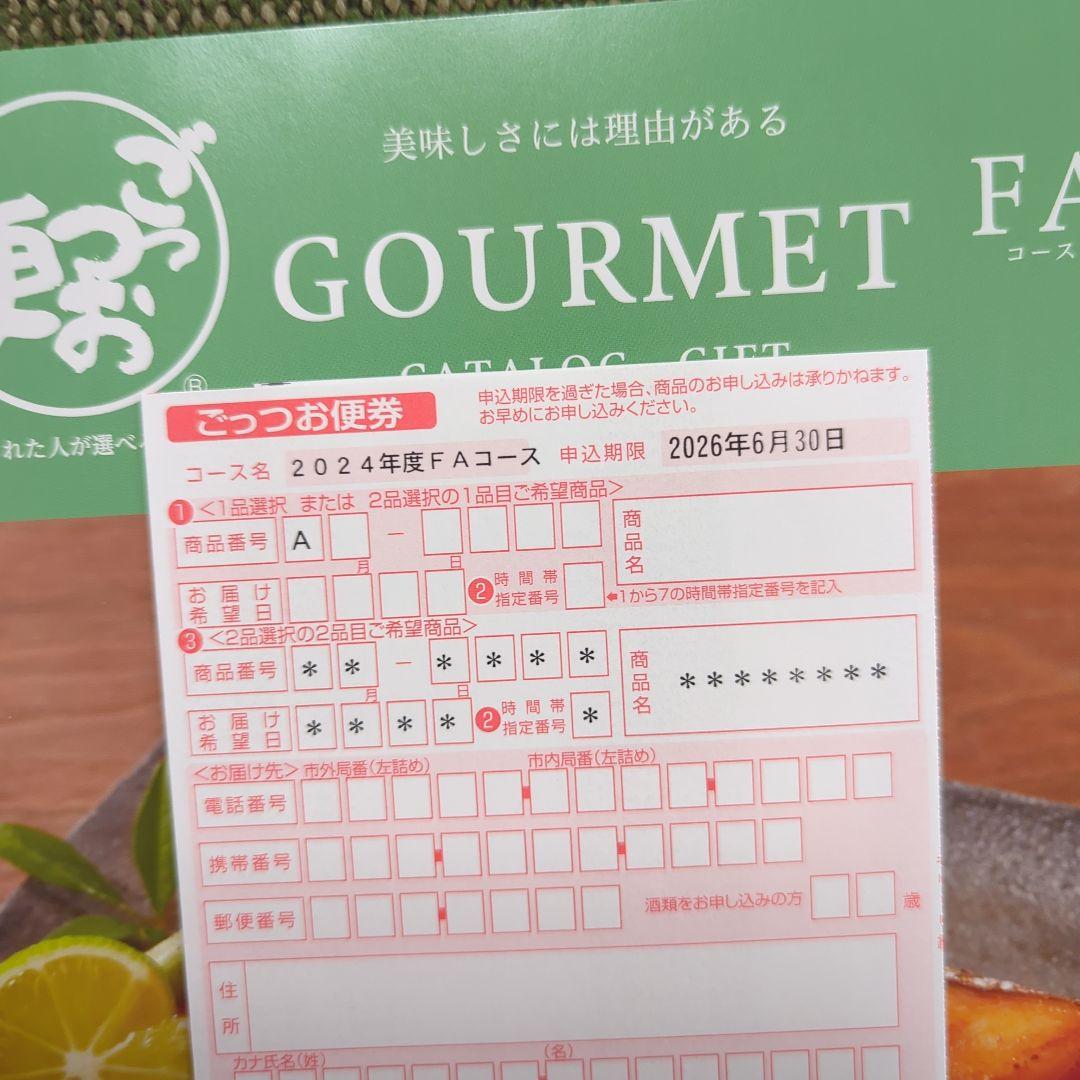 美味しさには理由がある
ごっつお便
®
GOURMET
FA
コース
CATALOG GIFT
れた人が選べ
ごっつお便券
申込期限を過ぎた場合、商品のお申し込みは承りかねます。
お早めにお申し込みください。
コース名 2024年度FAコース 申込期限 2026年6月30日
1 <1品選択 または 2品選択の1品目ご希望商品>
商品番号 A - 商品名
月 日
お届け希望日 2 時間帯指定番号 ←1から7の時間帯指定番号を記入
3 <2品選択の2品目ご希望商品>
商品番号 * * - * * * * 商品名 ********
月 日
お届け希望日 * * * * 2 時間帯指定番号 *
<お届け先> 市外局番(左詰め) 市内局番(左詰め)
電話番号
携帯番号
郵便番号 酒類をお申し込みの方 歳
住所
カナ氏名(姓) (名)